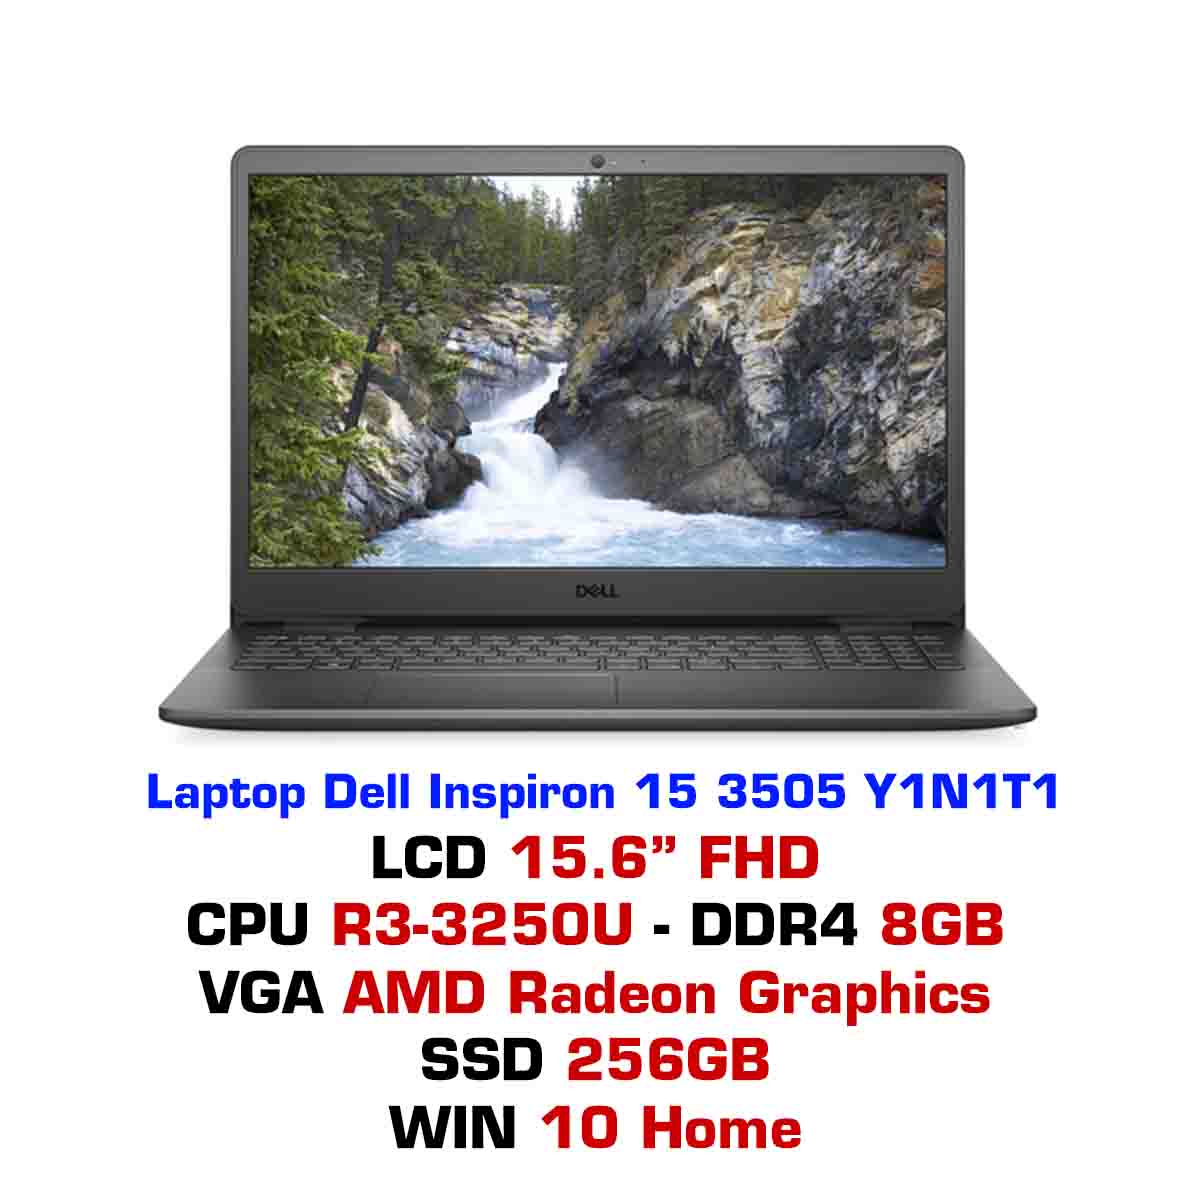 DELL
Laptop Dell Inspiron 15 3505 Y1N1T1
LCD 15.6” FHD
CPU R3-3250U - DDR4 8GB
VGA AMD Radeon Graphics
SSD 256GB
WIN 10 Home